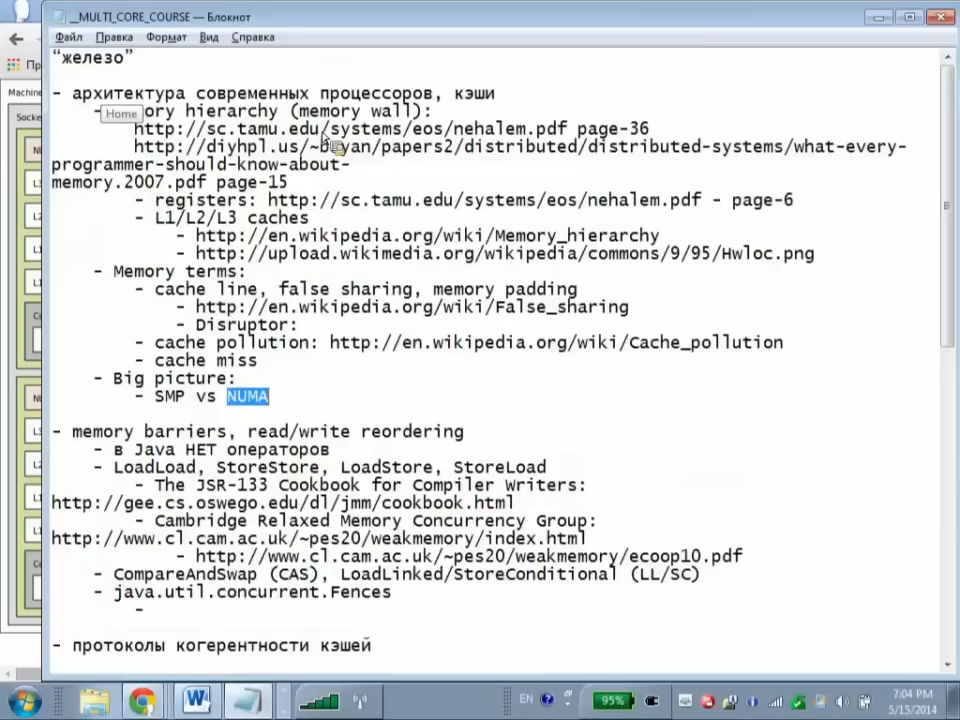 __MULTI_CORE_COURSE — Блокнот
Файл Правка Формат Вид Справка
“железо”
- архитектура современных процессоров, кэши
- ory hierarchy (memory wall):
Home
http://sc.tamu.edu/systems/eos/nehalem.pdf page-36
http://diyhpl.us/~bryan/papers2/distributed/distributed-systems/what-every-
programmer-should-know-about-
memory.2007.pdf page-15
- registers: http://sc.tamu.edu/systems/eos/nehalem.pdf - page-6
- L1/L2/L3 caches
- http://en.wikipedia.org/wiki/Memory_hierarchy
- http://upload.wikimedia.org/wikipedia/commons/9/95/Hwloc.png
- Memory terms:
- cache line, false sharing, memory padding
- http://en.wikipedia.org/wiki/False_sharing
- Disruptor:
- cache pollution: http://en.wikipedia.org/wiki/Cache_pollution
- cache miss
- Big picture:
- SMP vs NUMA
- memory barriers, read/write reordering
- в Java НЕТ операторов
- LoadLoad, StoreStore, LoadStore, StoreLoad
- The JSR-133 Cookbook for Compiler Writers:
http://gee.cs.oswego.edu/dl/jmm/cookbook.html
- Cambridge Relaxed Memory Concurrency Group:
http://www.cl.cam.ac.uk/~pes20/weakmemory/index.html
- http://www.cl.cam.ac.uk/~pes20/weakmemory/ecoop10.pdf
- CompareAndSwap (CAS), LoadLinked/StoreConditional (LL/SC)
- java.util.concurrent.Fences
-
- протоколы когерентности кэшей
Machine
Socke
EN
95%
7:04 PM
5/15/2014